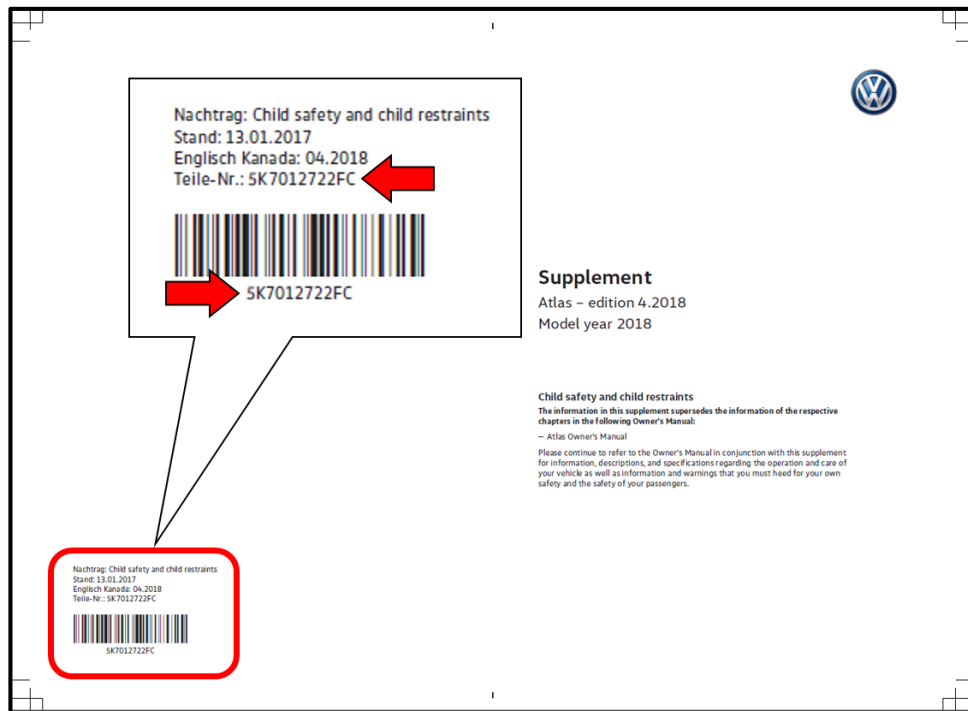 Nachtrag: Child safety and child restraints
Stand: 13.01.2017
Englisch Kanada: 04.2018
Teile-Nr.: 5K7012722FC
5K7012722FC
Supplement
Atlas – edition 4.2018
Model year 2018
Child safety and child restraints
The information in this supplement supersedes the information of the respective
chapters in the following Owner's Manual:
– Atlas Owner's Manual
Please continue to refer to the Owner's Manual in conjunction with this supplement
for information, descriptions, and specifications regarding the operation and care of
your vehicle as well as information and warnings that you must heed for your own
safety and the safety of your passengers.
Nachtrag: Child safety and child restraints
Stand: 13.01.2017
Englisch Kanada: 04.2018
Teile-Nr.: 5K7012722FC
5K7012722FC